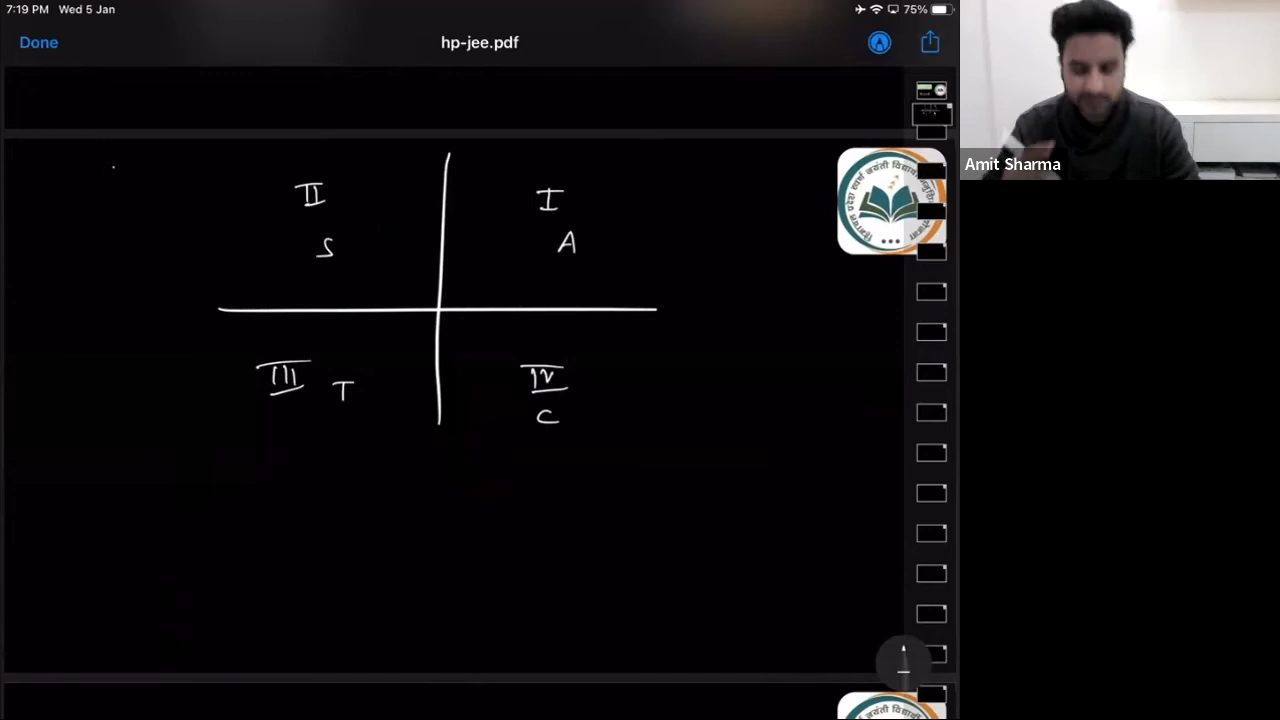 7:19 PM Wed 5 Jan
75%
Done
hp-jee.pdf
Amit Sharma
II
I
S
A
III T
IV
C